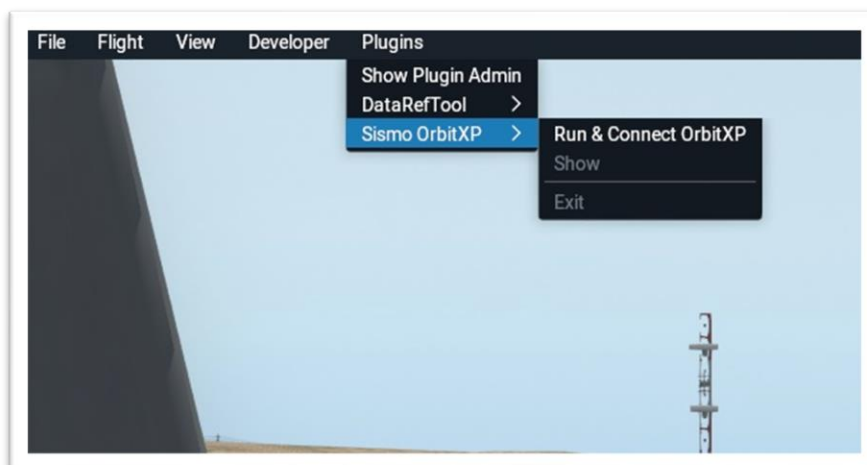 File Flight View Developer Plugins
Show Plugin Admin
DataRefTool >
Sismo OrbitXP > Run & Connect OrbitXP
Show
Exit